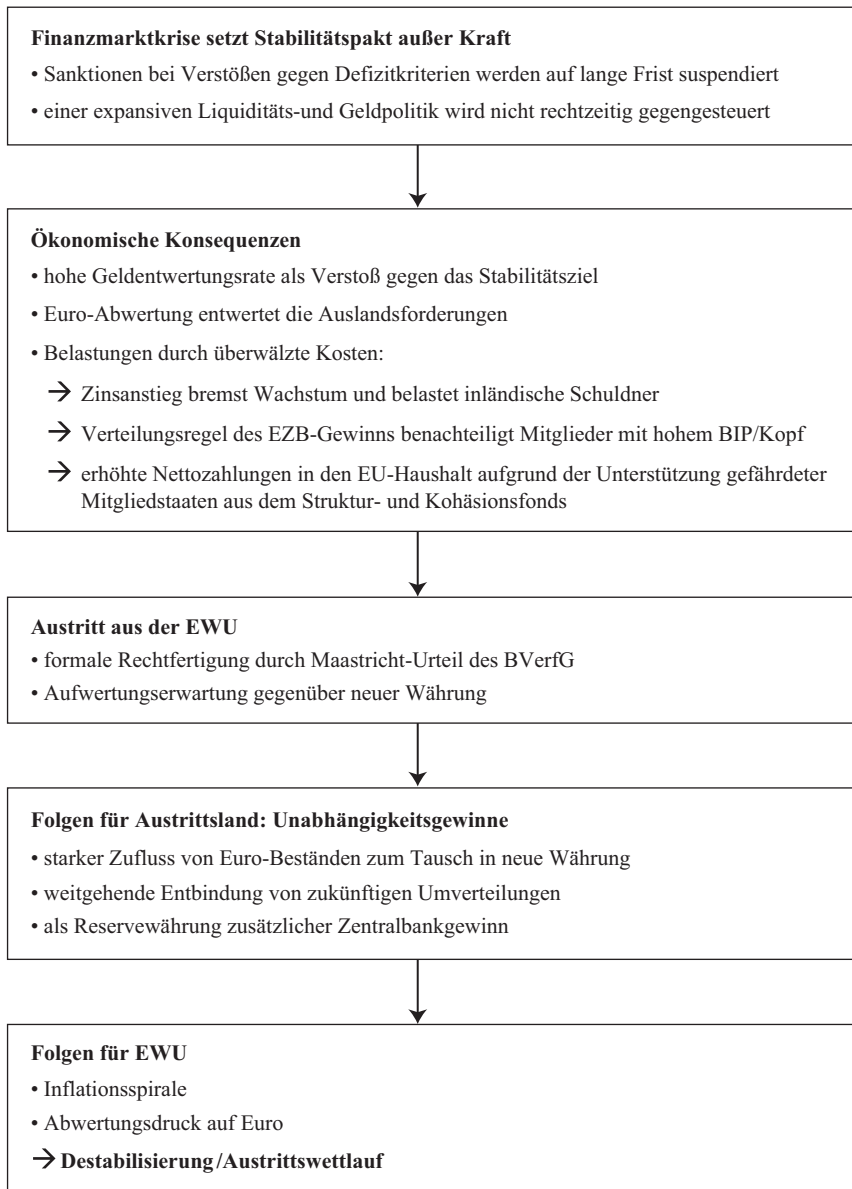 Finanzmarktkrise setzt Stabilitätspakt außer Kraft
• Sanktionen bei Verstößen gegen Defizitkriterien werden auf lange Frist suspendiert
• einer expansiven Liquiditäts-und Geldpolitik wird nicht rechtzeitig gegengesteuert
Ökonomische Konsequenzen
• hohe Geldentwertungsrate als Verstoß gegen das Stabilitätsziel
• Euro-Abwertung entwertet die Auslandsforderungen
• Belastungen durch überwälzte Kosten:
→ Zinsanstieg bremst Wachstum und belastet inländische Schuldner
→ Verteilungsregel des EZB-Gewinns benachteiligt Mitglieder mit hohem BIP/Kopf
→ erhöhte Nettozahlungen in den EU-Haushalt aufgrund der Unterstützung gefährdeter
Mitgliedstaaten aus dem Struktur- und Kohäsionsfonds
Austritt aus der EWU
• formale Rechtfertigung durch Maastricht-Urteil des BVerfG
• Aufwertungserwartung gegenüber neuer Währung
Folgen für Austrittsland: Unabhängigkeitsgewinne
• starker Zufluss von Euro-Beständen zum Tausch in neue Währung
• weitgehende Entbindung von zukünftigen Umverteilungen
• als Reservewährung zusätzlicher Zentralbankgewinn
Folgen für EWU
• Inflationsspirale
• Abwertungsdruck auf Euro
→ Destabilisierung/Austrittswettlauf